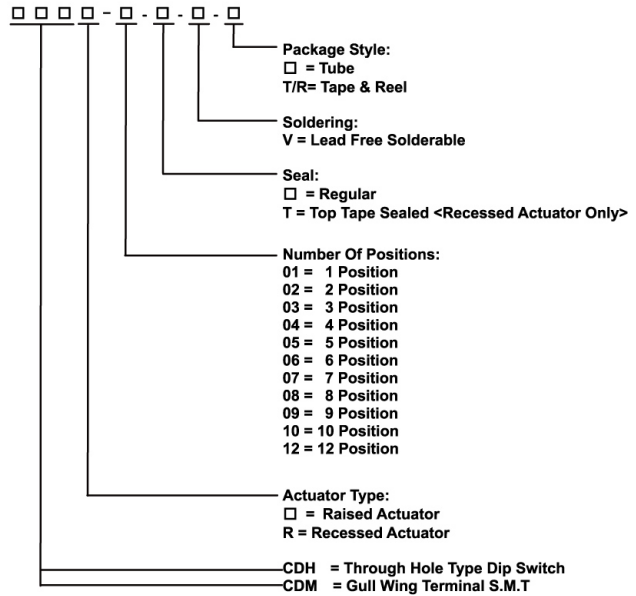 □ □ □ □ - □ . □ . □ . □
Package Style:
□ = Tube
T/R= Tape & Reel
Soldering:
V = Lead Free Solderable
Seal:
□ = Regular
T = Top Tape Sealed <Recessed Actuator Only>
Number Of Positions:
01 = 1 Position
02 = 2 Position
03 = 3 Position
04 = 4 Position
05 = 5 Position
06 = 6 Position
07 = 7 Position
08 = 8 Position
09 = 9 Position
10 = 10 Position
12 = 12 Position
Actuator Type:
□ = Raised Actuator
R = Recessed Actuator
CDH = Through Hole Type Dip Switch
CDM = Gull Wing Terminal S.M.T